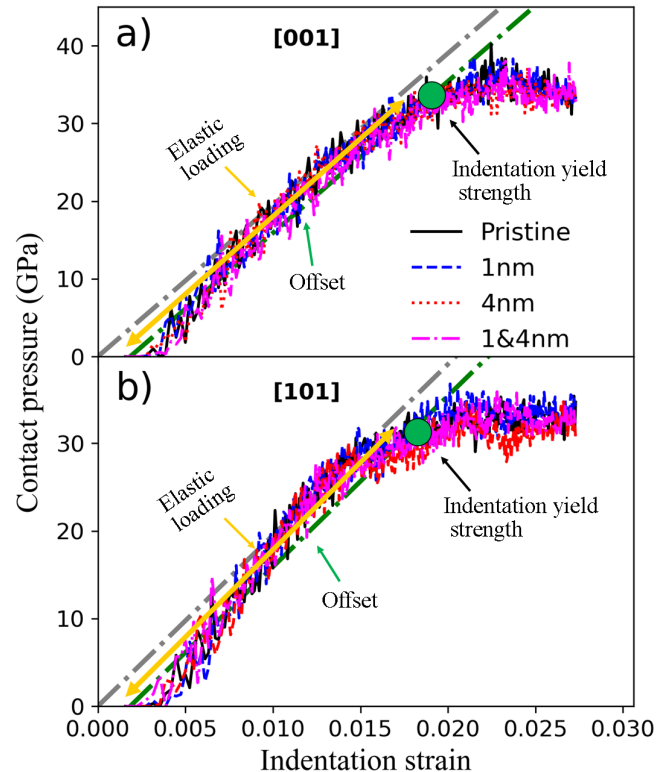 a)
[001]
40
30
20
10
0
Elastic
loading
Indentation yield
strength
Offset
Pristine
1nm
4nm
1&4nm
Contact pressure (GPa)
b)
[101]
30
20
10
0
Elastic
loading
Indentation yield
strength
Offset
0.000 0.005 0.010 0.015 0.020 0.025 0.030
Indentation strain